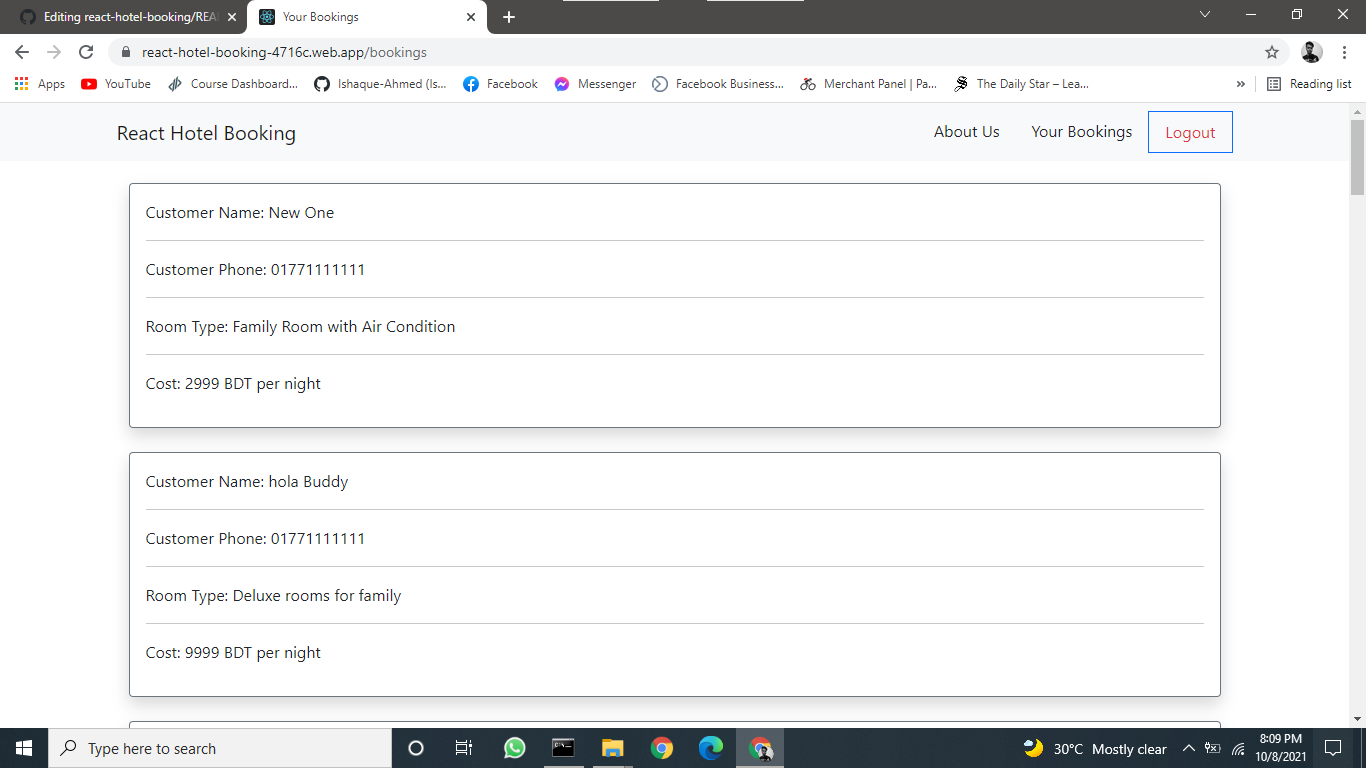 Editing react-hotel-booking/REA
Your Bookings
react-hotel-booking-4716c.web.app/bookings
Apps
YouTube
Course Dashboard...
Ishaque-Ahmed (Is...
Facebook
Messenger
Facebook Business...
Merchant Panel | Pa...
The Daily Star – Lea...
»
Reading list
React Hotel Booking
About Us
Your Bookings
Logout
Customer Name: New One
Customer Phone: 01771111111
Room Type: Family Room with Air Condition
Cost: 2999 BDT per night
Customer Name: hola Buddy
Customer Phone: 01771111111
Room Type: Deluxe rooms for family
Cost: 9999 BDT per night
Type here to search
30°C Mostly clear
8:09 PM
10/8/2021